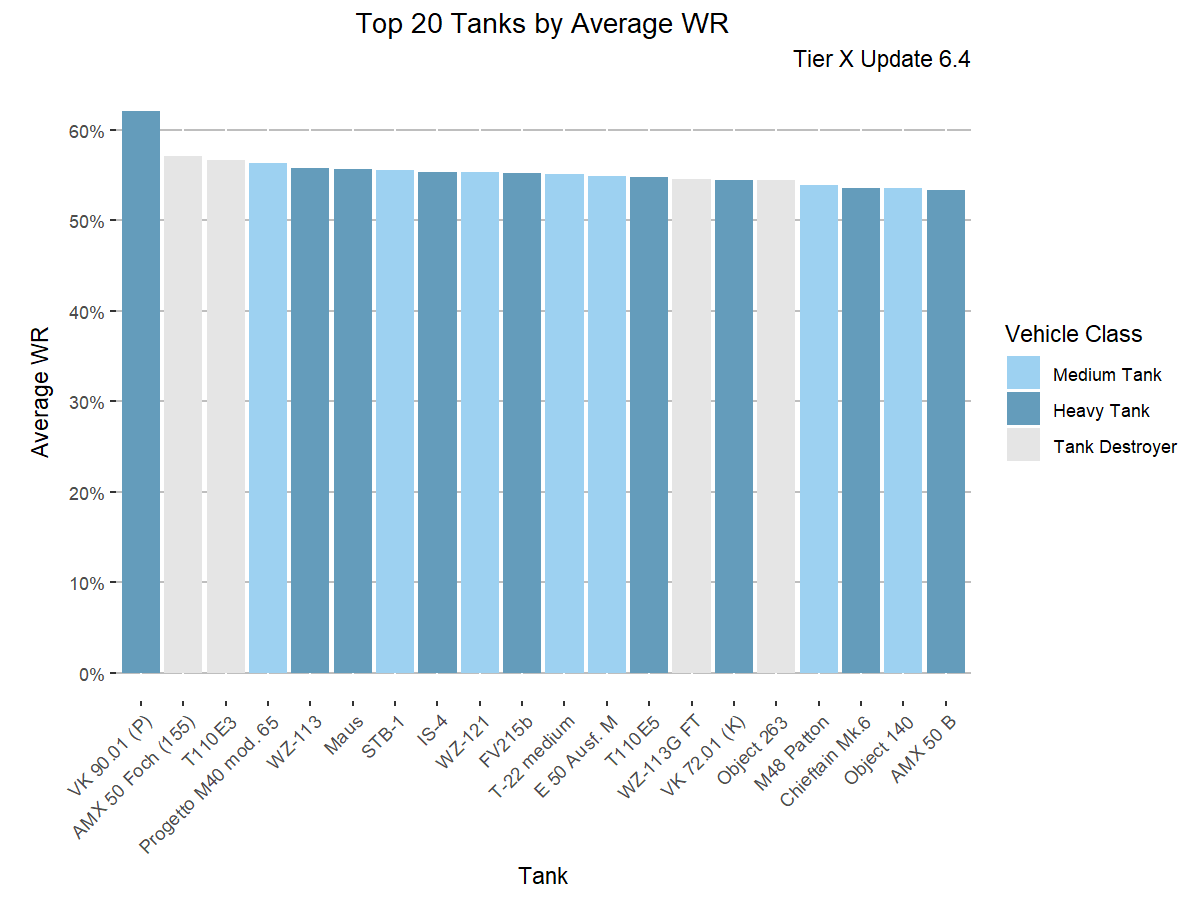 Top 20 Tanks by Average WR
Tier X Update 6.4
60%
50%
40%
30%
20%
10%
0%
Average WR
VK 90.01 (P)
AMX 50 Foch (155)
T110E3
Progetto M40 mod. 65
WZ-113
Maus
STB-1
IS-4
WZ-121
FV215b
T-22 medium
E 50 Ausf. M
T110E5
WZ-113G FT
VK 72.01 (K)
Object 263
M48 Patton
Chieftain Mk.6
Object 140
AMX 50 B
Tank
Vehicle Class
Medium Tank
Heavy Tank
Tank Destroyer